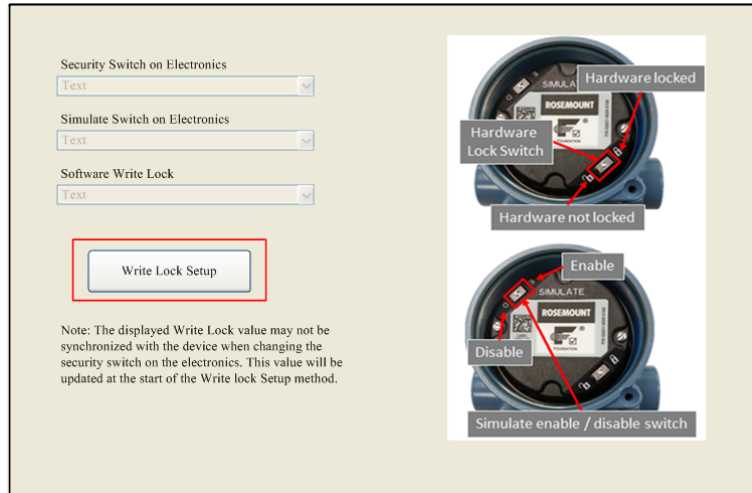 Security Switch on Electronics
Text
Simulate Switch on Electronics
Text
Software Write Lock
Text
Write Lock Setup
Note: The displayed Write Lock value may not be
synchronized with the device when changing the
security switch on the electronics. This value will be
updated at the start of the Write lock Setup method.
Hardware locked
SIMULA
ROSEMOUNT
Hardware
Lock Switch
FOUNDATION
Hardware not locked
Enable
SIMULATE
ROSEMOUNT
FOUNDATION
Disable
Simulate enable / disable switch